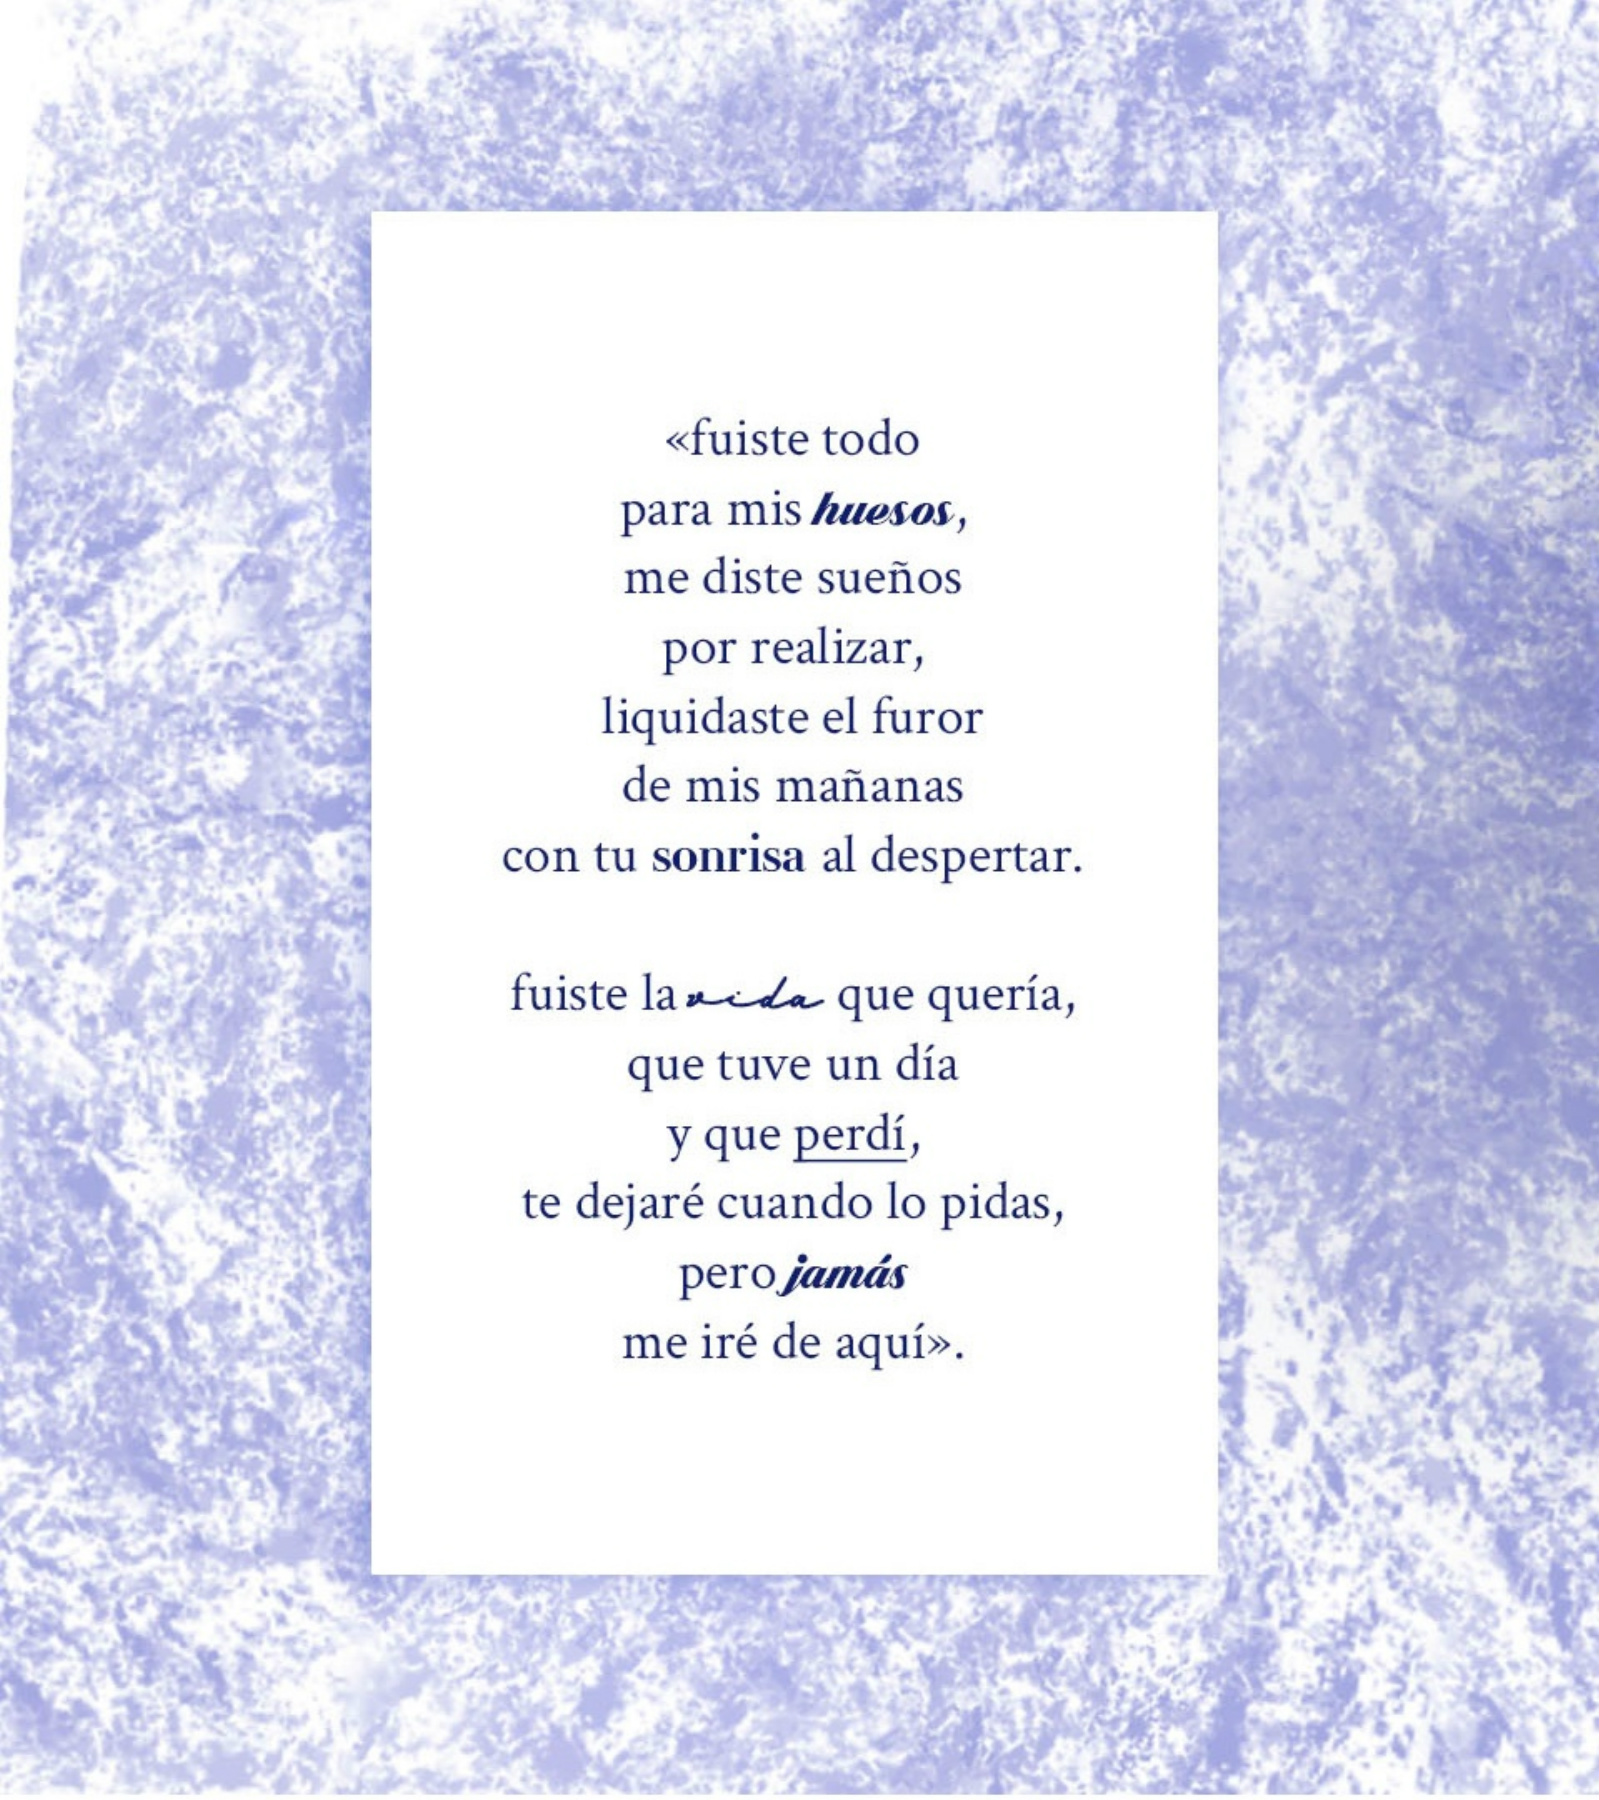 «fuiste todo
para mis huesos,
me diste sueños
por realizar,
liquidaste el furor
de mis mañanas
con tu sonrisa al despertar.
fuiste la vida que quería,
que tuve un día
y que perdí,
te dejaré cuando lo pidas,
pero jamás
me iré de aquí».